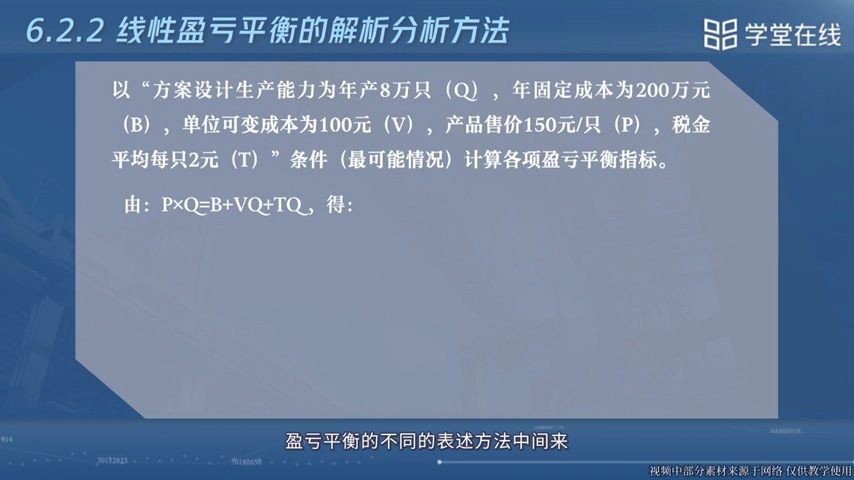 6.2.2 线性盈亏平衡的解析分析方法
学堂在线
以“方案设计生产能力为年产8万只（Q），年固定成本为200万元
（B），单位可变成本为100元（V），产品售价150元/只（P），税金
平均每只2元（T）”条件（最可能情况）计算各项盈亏平衡指标。
由：P×Q=B+VQ+TQ，得：
914
20152823
70182650
盈亏平衡的不同的表述方法中间来
视频中部分素材来源于网络 仅供教学使用